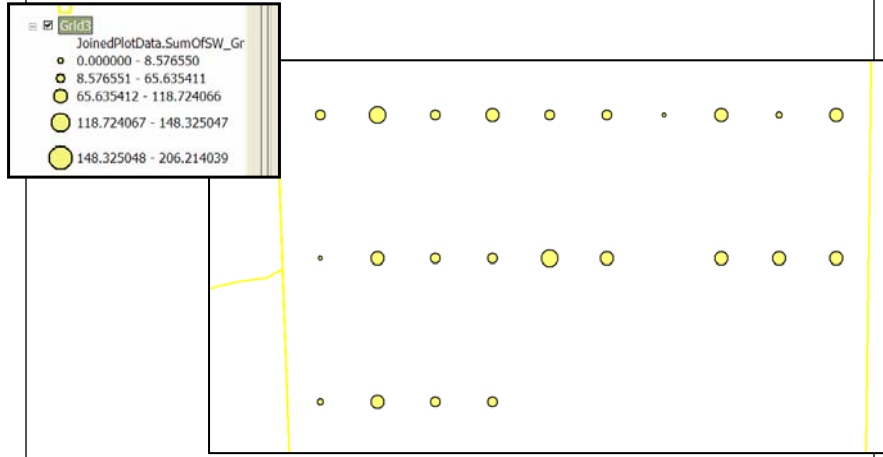 Grid3
JoinedPlotData.SumOfSW_Gr
0.000000 - 8.576550
8.576551 - 65.635411
65.635412 - 118.724066
118.724067 - 148.325047
148.325048 - 206.214039